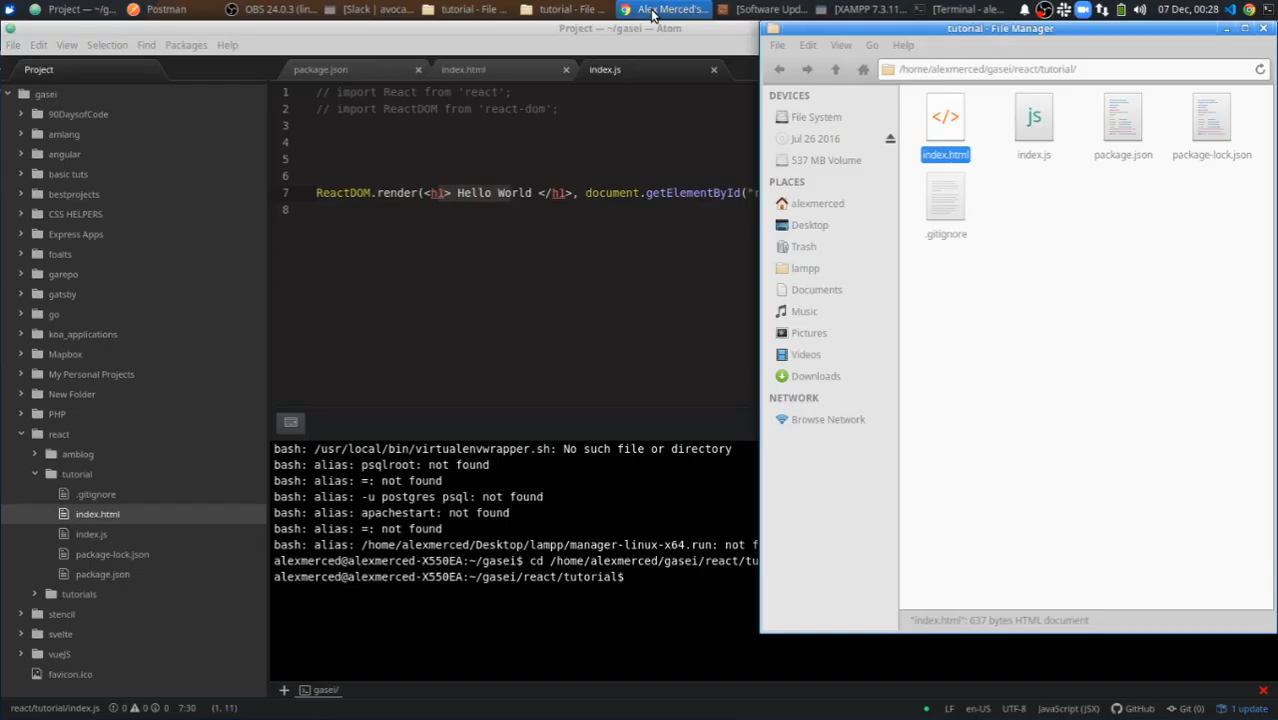 Project — ~/g...
Postman
OBS 24.0.3 (lin...
[Slack | avoca...
tutorial - File ...
tutorial - File ...
Alex Merced's...
[Software Upd...
[XAMPP 7.3.11...
[Terminal - ale...
07 Dec, 00:28
Project — ~/gasei — Atom
File Edit View Selection Find Packages Help
Project
package.json
index.html
index.js
gasei
90DaysofCode
amlang
angular
basic tuts
bestprojects
CSS HELPERS
Express Apps
foalts
garepo
gatsby
go
koa_applications
Mapbox
My Personal Projects
New Folder
PHP
react
amblog
tutorial
.gitignore
index.html
index.js
package-lock.json
package.json
tutorials
stencil
svelte
vueJS
favicon.ico
1 // import React from 'react';
2 // import ReactDOM from 'react-dom';
3
4
5
6
7 ReactDOM.render(<h1> Hello World </h1>, document.getElementById("r
8
bash: /usr/local/bin/virtualenvwrapper.sh: No such file or directory
bash: alias: psqlroot: not found
bash: alias: =: not found
bash: alias: -u postgres psql: not found
bash: alias: apachestart: not found
bash: alias: =: not found
bash: alias: /home/alexmerced/Desktop/lampp/manager-linux-x64.run: not f
alexmerced@alexmerced-X550EA:~/gasei$ cd /home/alexmerced/gasei/react/tu
alexmerced@alexmerced-X550EA:~/gasei/react/tutorial$
gasei/
react/tutorial/index.js
0 0 0
7:30
(1, 11)
LF
en-US
UTF-8
JavaScript (JSX)
GitHub
Git (0)
1 update
tutorial - File Manager
File Edit View Go Help
/home/alexmerced/gasei/react/tutorial/
DEVICES
File System
Jul 26 2016
537 MB Volume
PLACES
alexmerced
Desktop
Trash
lampp
Documents
Music
Pictures
Videos
Downloads
NETWORK
Browse Network
</>
index.html
js
index.js
package.json
package-lock.json
.gitignore
"index.html": 637 bytes HTML document